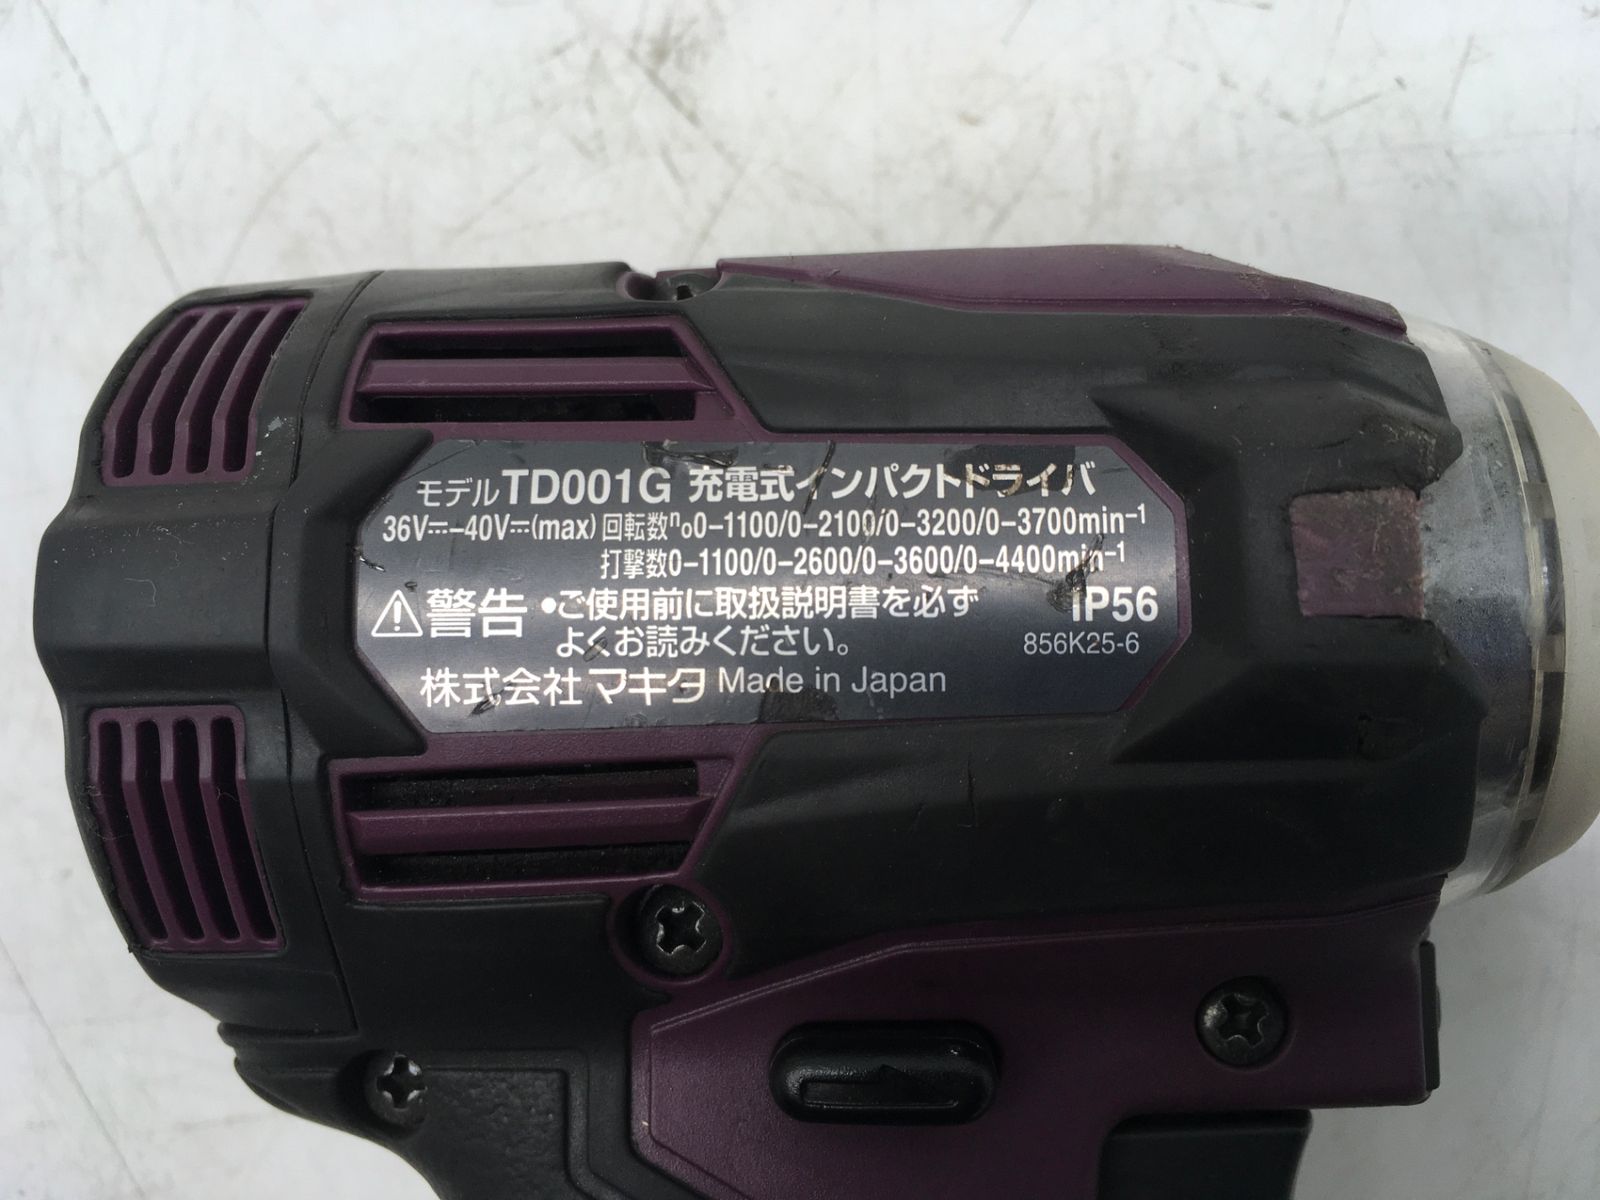 モデルTD001G 充電式インパクトドライバ
36V⎓-40V⎓(max) 回転数n₀0-1100/0-2100/0-3200/0-3700min⁻¹
打撃数0-1100/0-2600/0-3600/0-4400min⁻¹
⚠警告 •ご使用前に取扱説明書を必ず IP56
よくお読みください。 856K25-6
株式会社マキタ Made in Japan